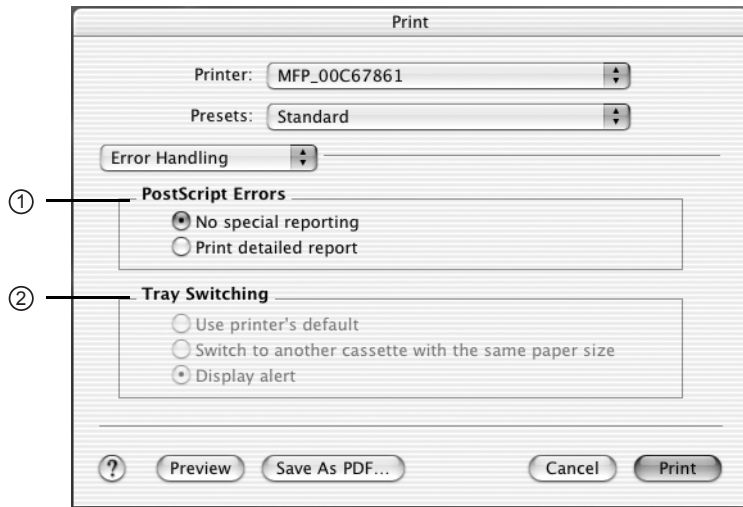 Print
Printer: MFP_00C67861
Presets: Standard
Error Handling
① PostScript Errors
No special reporting
Print detailed report
② Tray Switching
Use printer's default
Switch to another cassette with the same paper size
Display alert
? Preview Save As PDF... Cancel Print